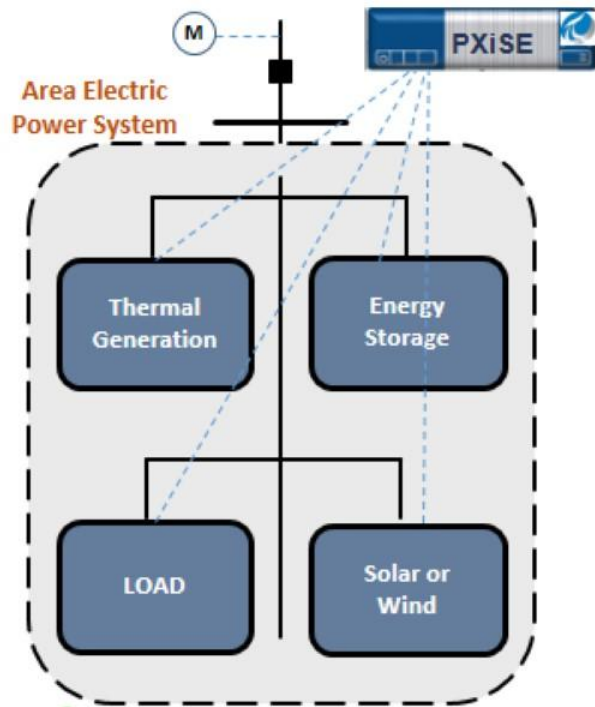 M
PXiSE
Area Electric
Power System
Thermal
Generation
Energy
Storage
LOAD
Solar or
Wind